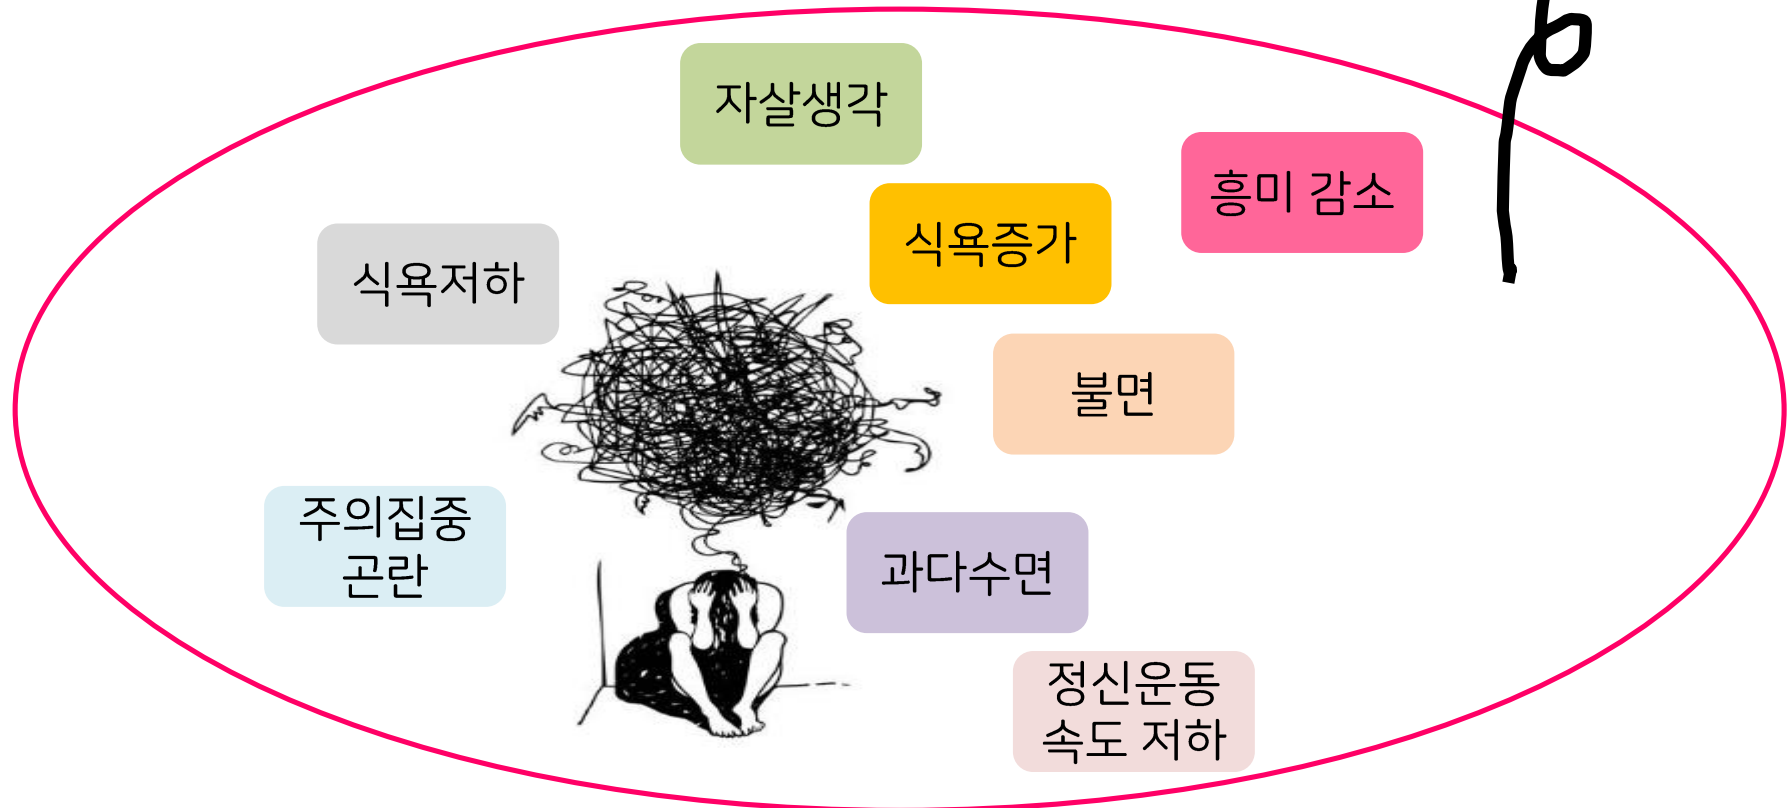 자살생각
흥미 감소
식욕증가
식욕저하
불면
주의집중
곤란
과다수면
정신운동
속도 저하